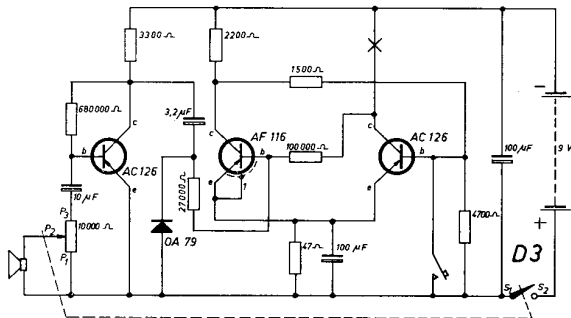 3300 Ω
2200 Ω
1500 Ω
680000 Ω
3,2 µF
c
b
AC 126
e
AF 116
c
b
e
1
100 000 Ω
AC 126
c
b
e
100 µF
−
9 V
+
10 µF
27000 Ω
P3
P2
P1
10000 Ω
OA 79
47 Ω
100 µF
4700 Ω
D3
S1
S2